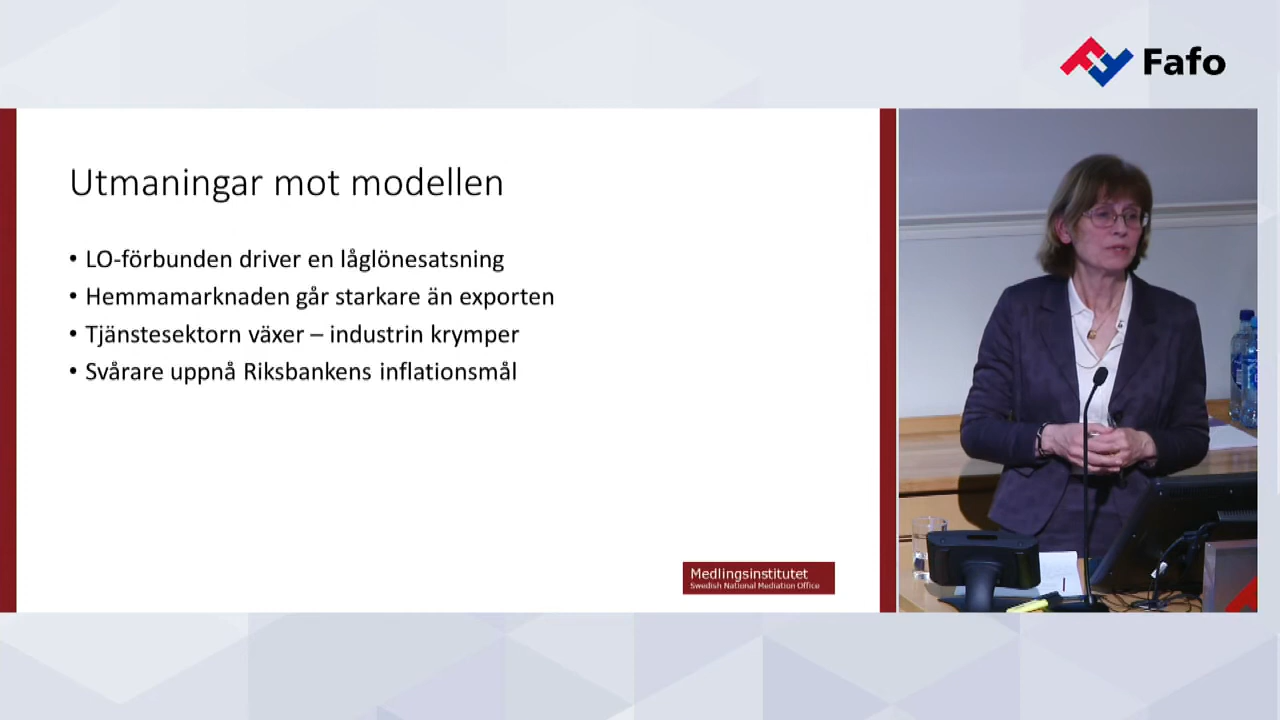 Fafo
Utmaningar mot modellen
• LO-förbunden driver en låglönesatsning
• Hemmamarknaden går starkare än exporten
• Tjänstesektorn växer – industrin krymper
• Svårare uppnå Riksbankens inflationsmål
Medlingsinstitutet
Swedish National Mediation Office